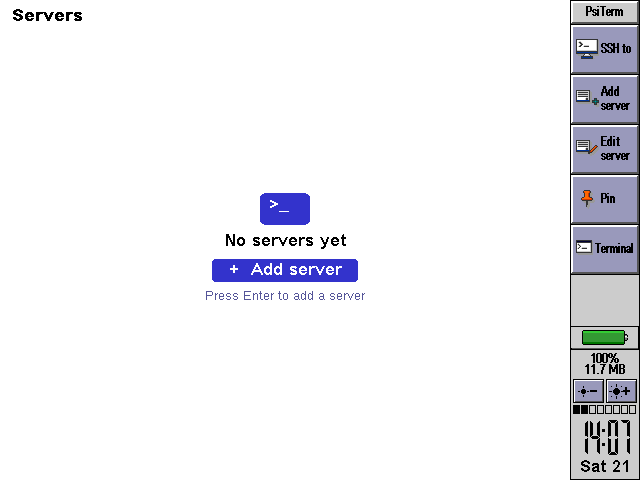 Servers
>_
No servers yet
+ Add server
Press Enter to add a server
PsiTerm
>_
SSH to
Add
server
Edit
server
Pin
>_
Terminal
100%
11.7 MB
-
+
14:07
Sat 21